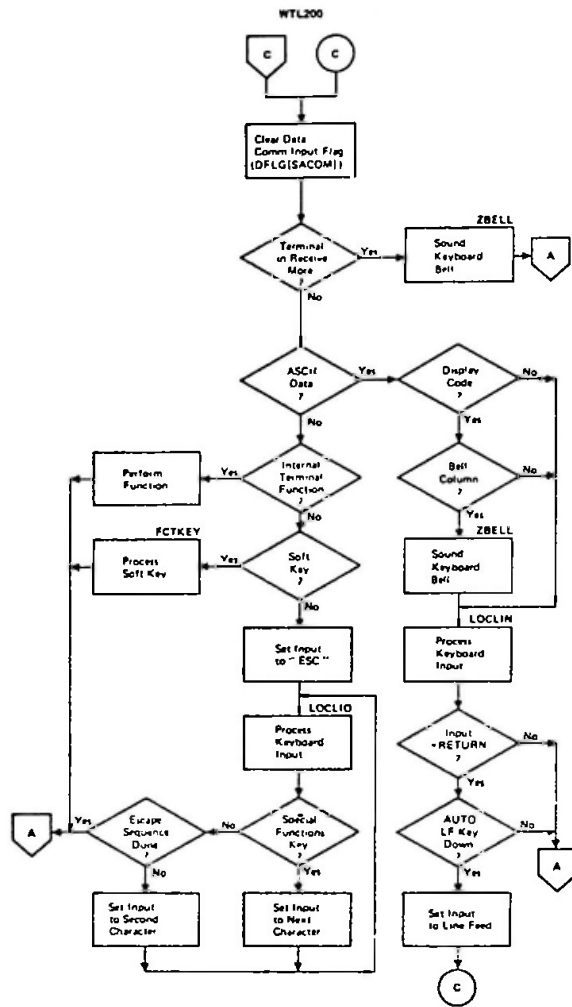 WTL200
C
C
Clear Data
Comm Input Flag
(DFLG[SACOM])
Terminal
in Receive
More
?
Yes
No
ZBELL
Sound
Keyboard
Bell
A
ASCII
Data
?
Yes
No
Display
Code
?
No
Yes
Perform
Function
Yes
Internal
Terminal
Function
?
No
Bell
Column
?
No
Yes
FCTKEY
Process
Soft Key
Yes
Soft
Key
?
No
ZBELL
Sound
Keyboard
Bell
Set Input
to "ESC"
LOCLIN
Process
Keyboard
Input
LOCLIO
Process
Keyboard
Input
Input
=RETURN
?
No
Yes
A
Yes
Escape
Sequence
Done
?
No
No
Special
Functions
Key
?
Yes
AUTO
LF Key
Down
?
No
Yes
A
Set Input
to Second
Character
Set Input
to Next
Character
Set Input
to Line Feed
C